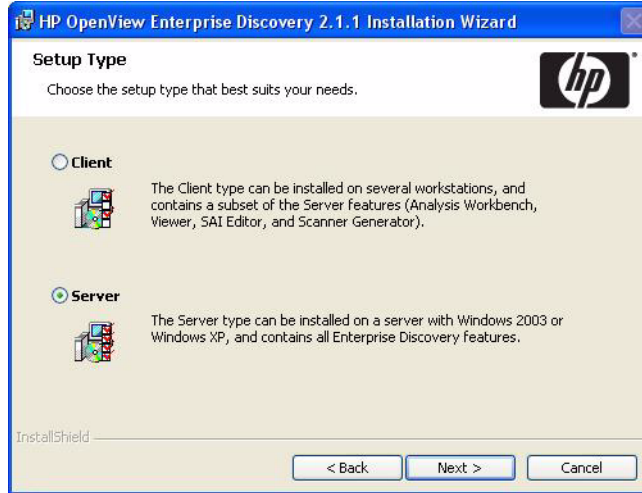 HP OpenView Enterprise Discovery 2.1.1 Installation Wizard
Setup Type
Choose the setup type that best suits your needs.
hp
Client
The Client type can be installed on several workstations, and
contains a subset of the Server features (Analysis Workbench,
Viewer, SAI Editor, and Scanner Generator).
Server
The Server type can be installed on a server with Windows 2003 or
Windows XP, and contains all Enterprise Discovery features.
InstallShield
< Back
Next >
Cancel